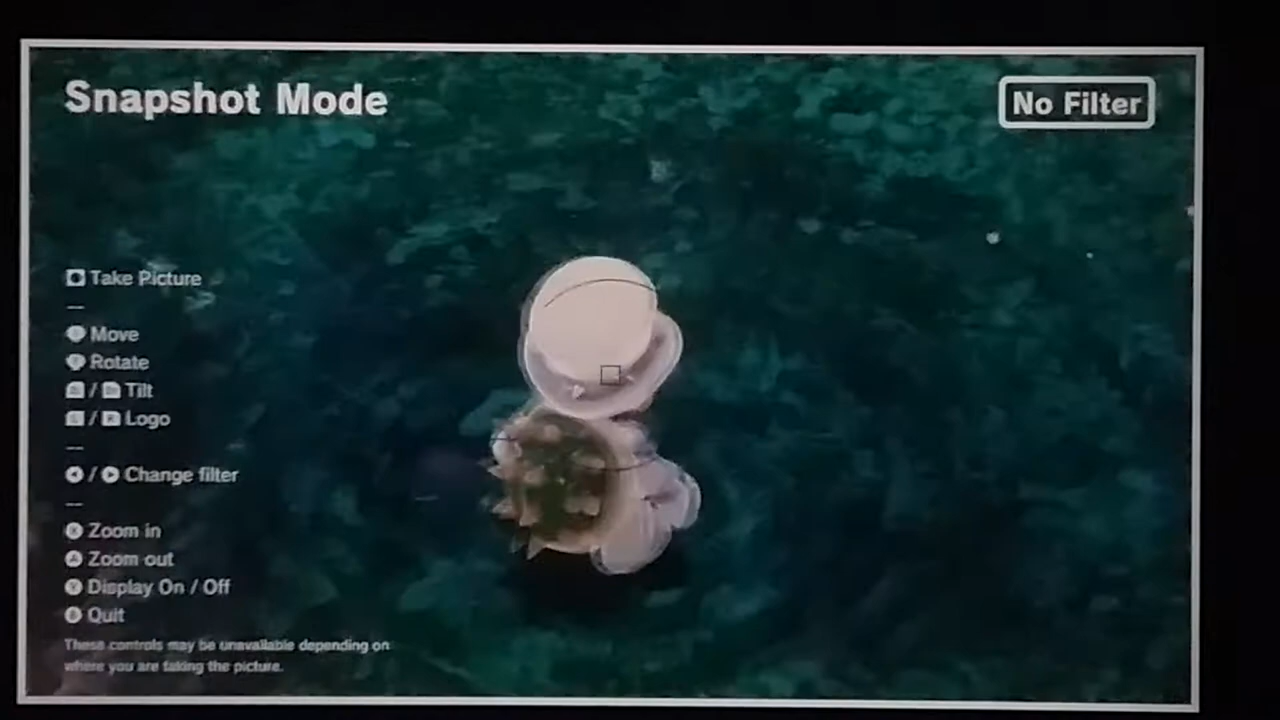 Snapshot Mode
No Filter
Take Picture
Move
Rotate
/ Tilt
/ Logo
/ Change filter
Zoom in
Zoom out
Display On / Off
Quit
These controls may be unavailable depending on
where you are taking the picture.